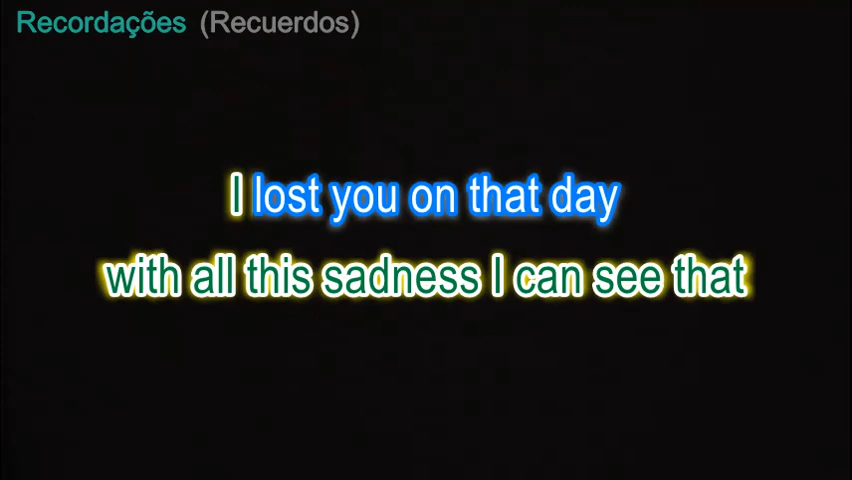 Recordações (Recuerdos)
I lost you on that day
with all this sadness I can see that